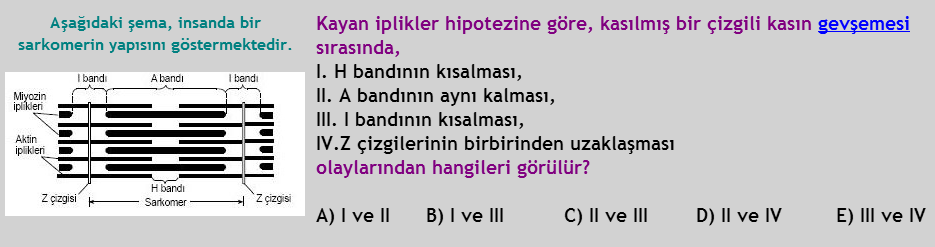 Aşağıdaki şema, insanda bir
sarkomerin yapısını göstermektedir.
I bandı A bandı I bandı
Miyozin
iplikleri
Aktin
iplikleri
H bandı
Z çizgisi Sarkomer Z çizgisi
Kayan iplikler hipotezine göre, kasılmış bir çizgili kasın gevşemesi
sırasında,
I. H bandının kısalması,
II. A bandının aynı kalması,
III. I bandının kısalması,
IV.Z çizgilerinin birbirinden uzaklaşması
olaylarından hangileri görülür?
A) I ve II B) I ve III C) II ve III D) II ve IV E) III ve IV